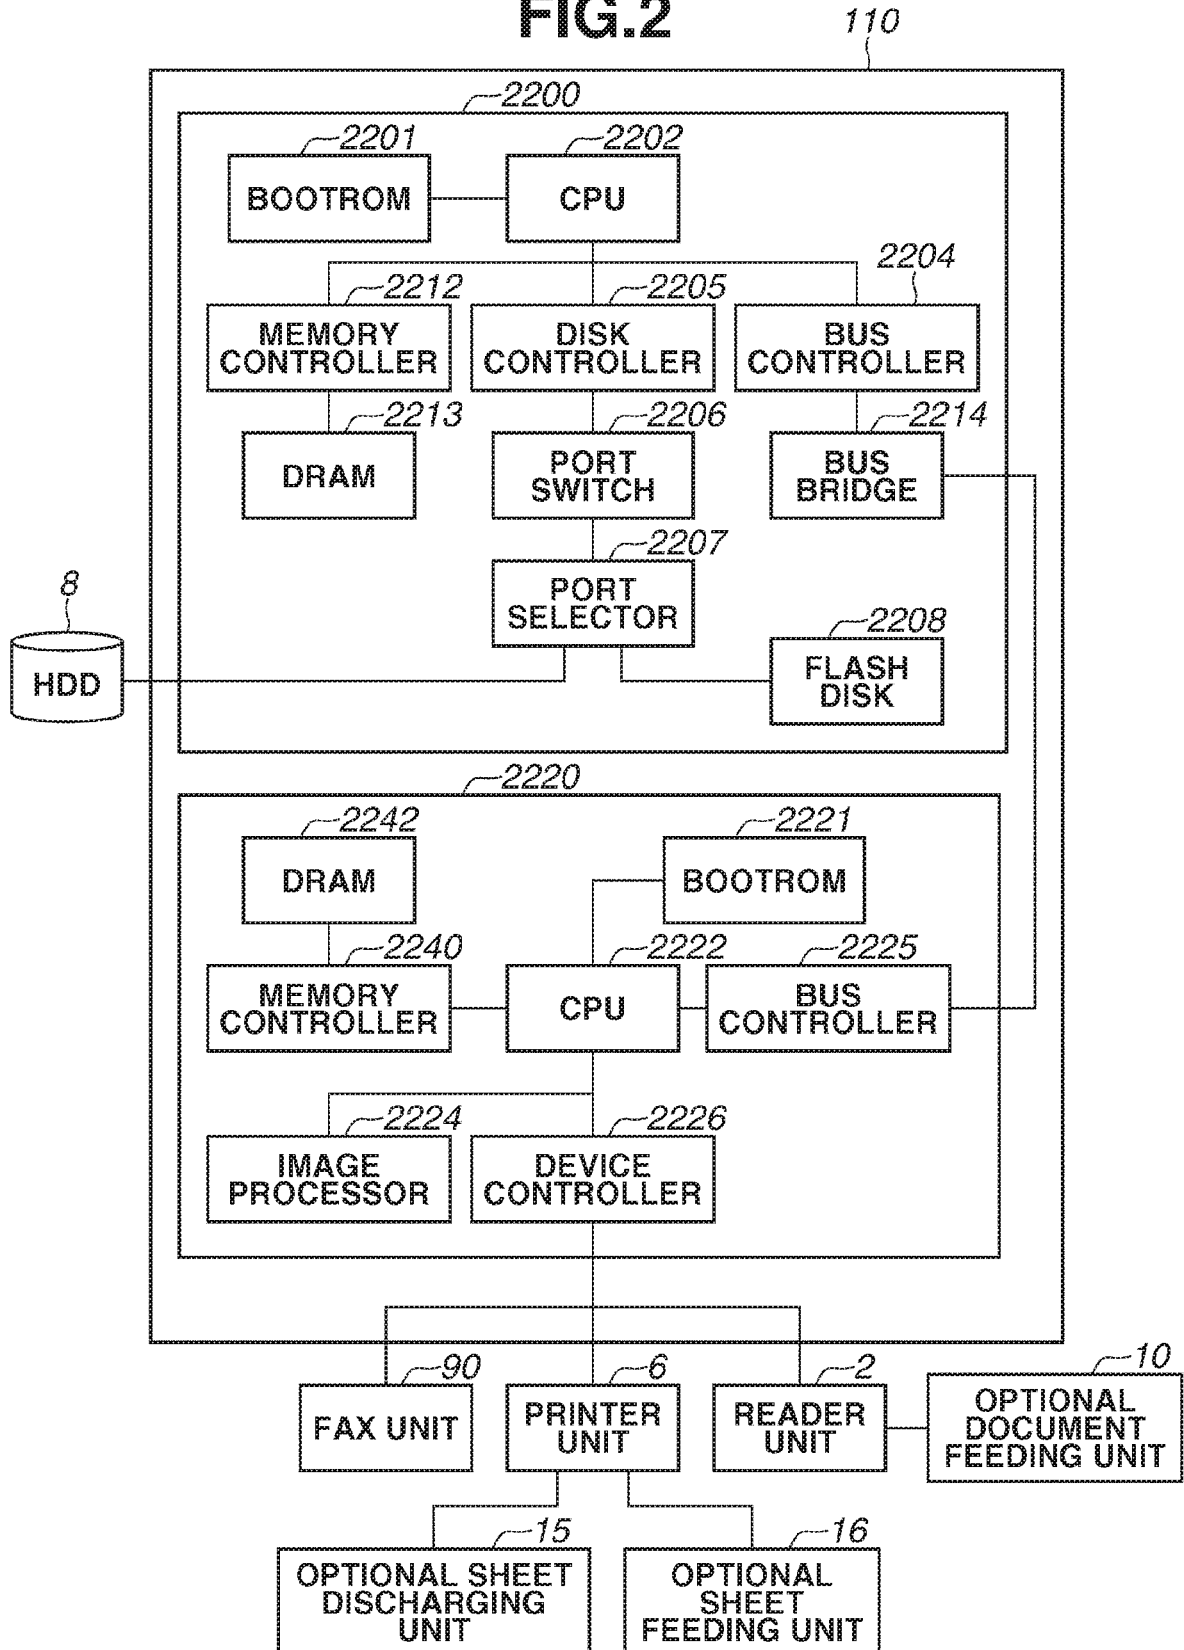 FIG.2
110
2200
2201
2202
BOOTROM
CPU
2204
2212
2205
MEMORY
CONTROLLER
DISK
CONTROLLER
BUS
CONTROLLER
2213
2206
2214
DRAM
PORT
SWITCH
BUS
BRIDGE
2207
PORT
SELECTOR
8
HDD
2208
FLASH
DISK
2220
2242
2221
DRAM
BOOTROM
2240
2222
2225
MEMORY
CONTROLLER
CPU
BUS
CONTROLLER
2224
2226
IMAGE
PROCESSOR
DEVICE
CONTROLLER
90
6
2
10
FAX UNIT
PRINTER
UNIT
READER
UNIT
OPTIONAL
DOCUMENT
FEEDING UNIT
15
16
OPTIONAL SHEET
DISCHARGING
UNIT
OPTIONAL
SHEET
FEEDING UNIT